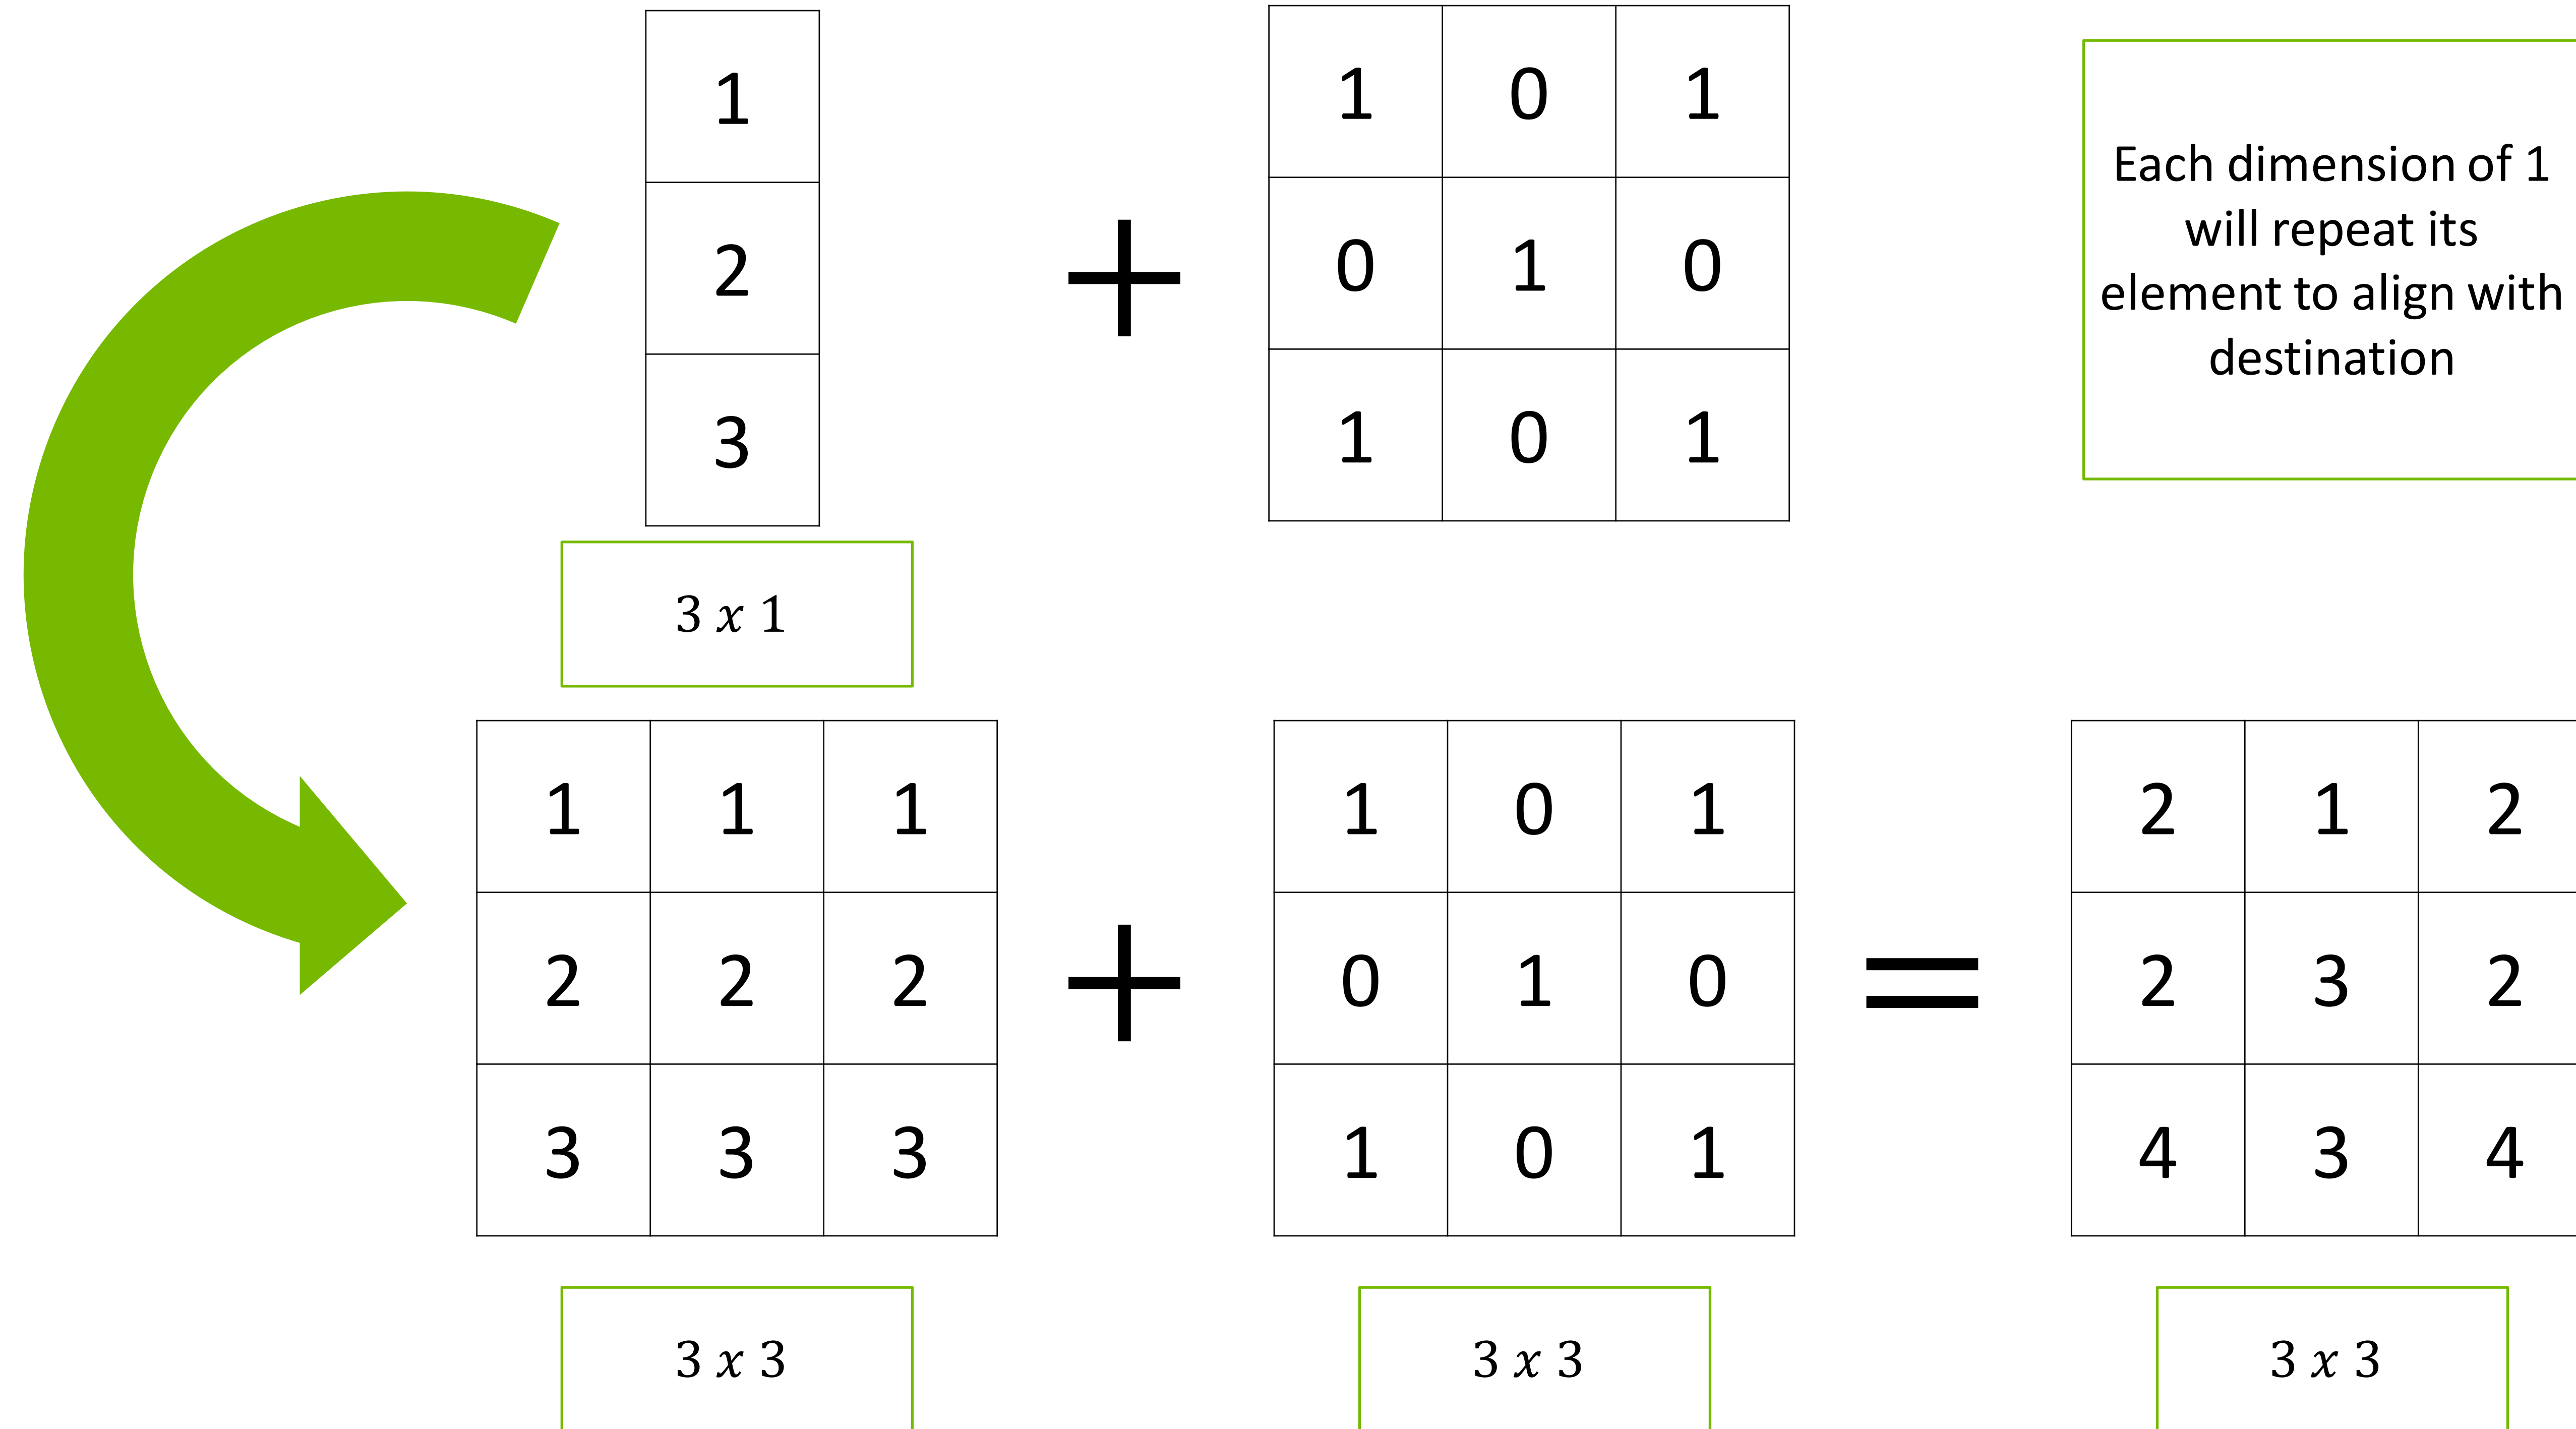 1
2
3
+
1 0 1
0 1 0
1 0 1
Each dimension of 1
will repeat its
element to align with
destination
3 x 1
1 1 1
2 2 2
3 3 3
+
1 0 1
0 1 0
1 0 1
=
2 1 2
2 3 2
4 3 4
3 x 3
3 x 3
3 x 3